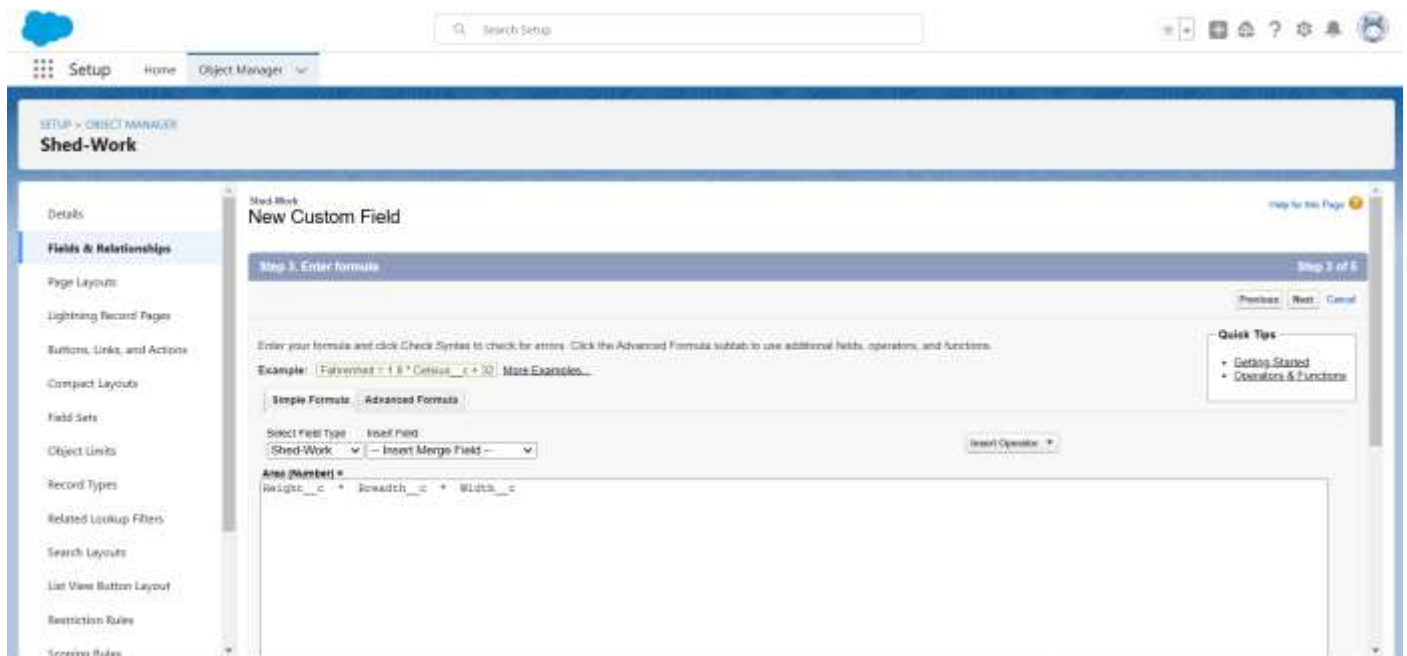 Search Setup
Setup
Home
Object Manager
SETUP > OBJECT MANAGER
Shed-Work
Details
Fields & Relationships
Page Layouts
Lightning Record Pages
Buttons, Links, and Actions
Compact Layouts
Field Sets
Object Limits
Record Types
Related Lookup Filters
Search Layouts
List View Button Layout
Restriction Rules
Scoping Rules
Shed-Work
New Custom Field
Help for this Page
Step 3. Enter formula
Step 3 of 5
Previous Next Cancel
Enter your formula and click Check Syntax to check for errors. Click the Advanced Formula subtab to use additional fields, operators, and functions.
Example: Fahrenheit = 1.8 * Celsius__c + 32 More Examples...
Quick Tips
• Getting Started
• Operators & Functions
Simple Formula Advanced Formula
Select Field Type Insert Field
Shed-Work -- Insert Merge Field --
Insert Operator
Area (Number) =
Height__c * Breadth__c * Width__c